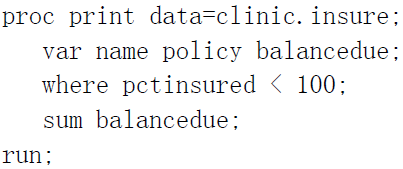 proc print data=clinic.insure;
   var name policy balancedue;
   where pctinsured < 100;
   sum balancedue;
run;